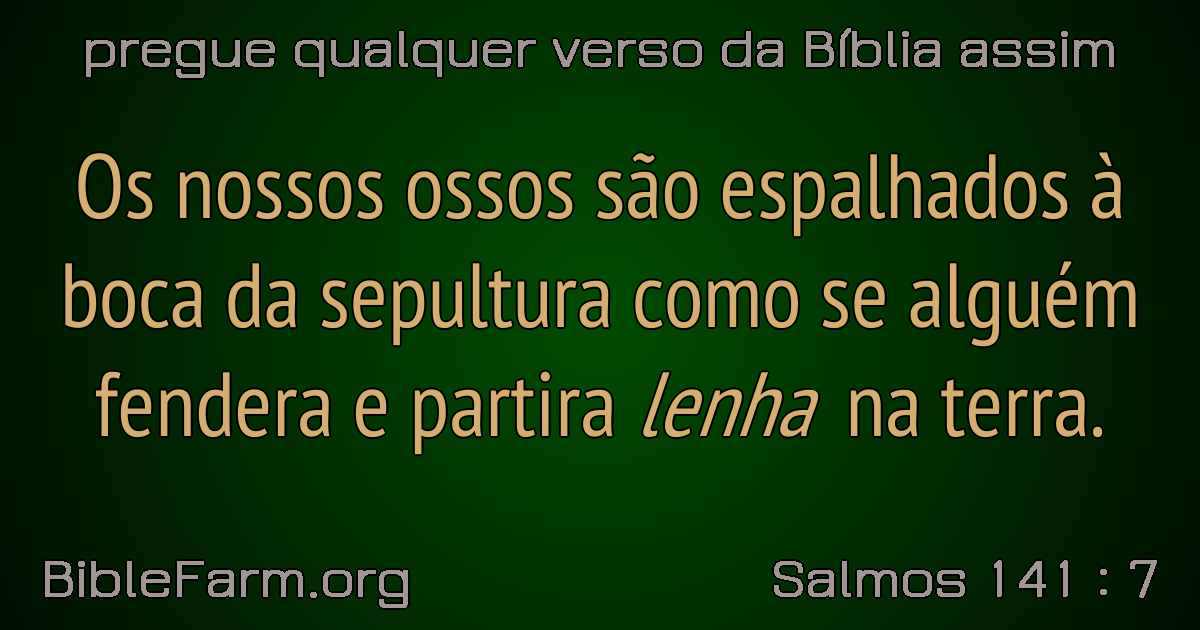 pregue qualquer verso da Bíblia assim
Os nossos ossos são espalhados à
boca da sepultura como se alguém
fendera e partira lenha na terra.
BibleFarm.org
Salmos 141 : 7